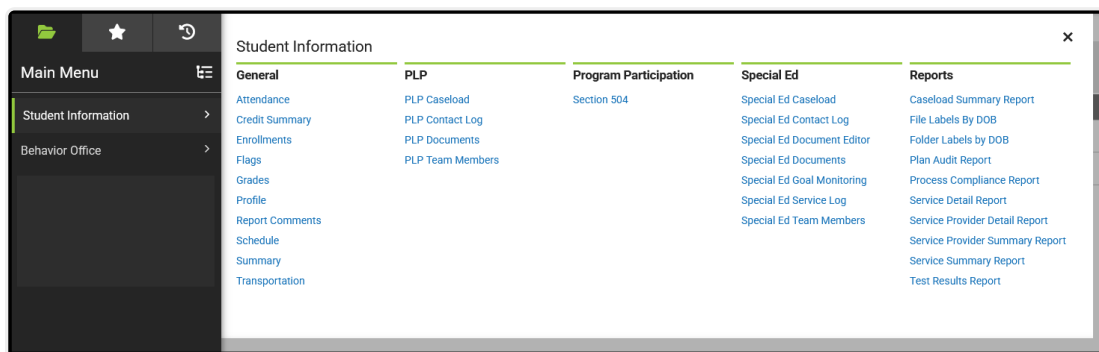 Main Menu
Student Information
Behavior Office
Student Information
General
Attendance
Credit Summary
Enrollments
Flags
Grades
Profile
Report Comments
Schedule
Summary
Transportation
PLP
PLP Caseload
PLP Contact Log
PLP Documents
PLP Team Members
Program Participation
Section 504
Special Ed
Special Ed Caseload
Special Ed Contact Log
Special Ed Document Editor
Special Ed Documents
Special Ed Goal Monitoring
Special Ed Service Log
Special Ed Team Members
Reports
Caseload Summary Report
File Labels By DOB
Folder Labels by DOB
Plan Audit Report
Process Compliance Report
Service Detail Report
Service Provider Detail Report
Service Provider Summary Report
Service Summary Report
Test Results Report